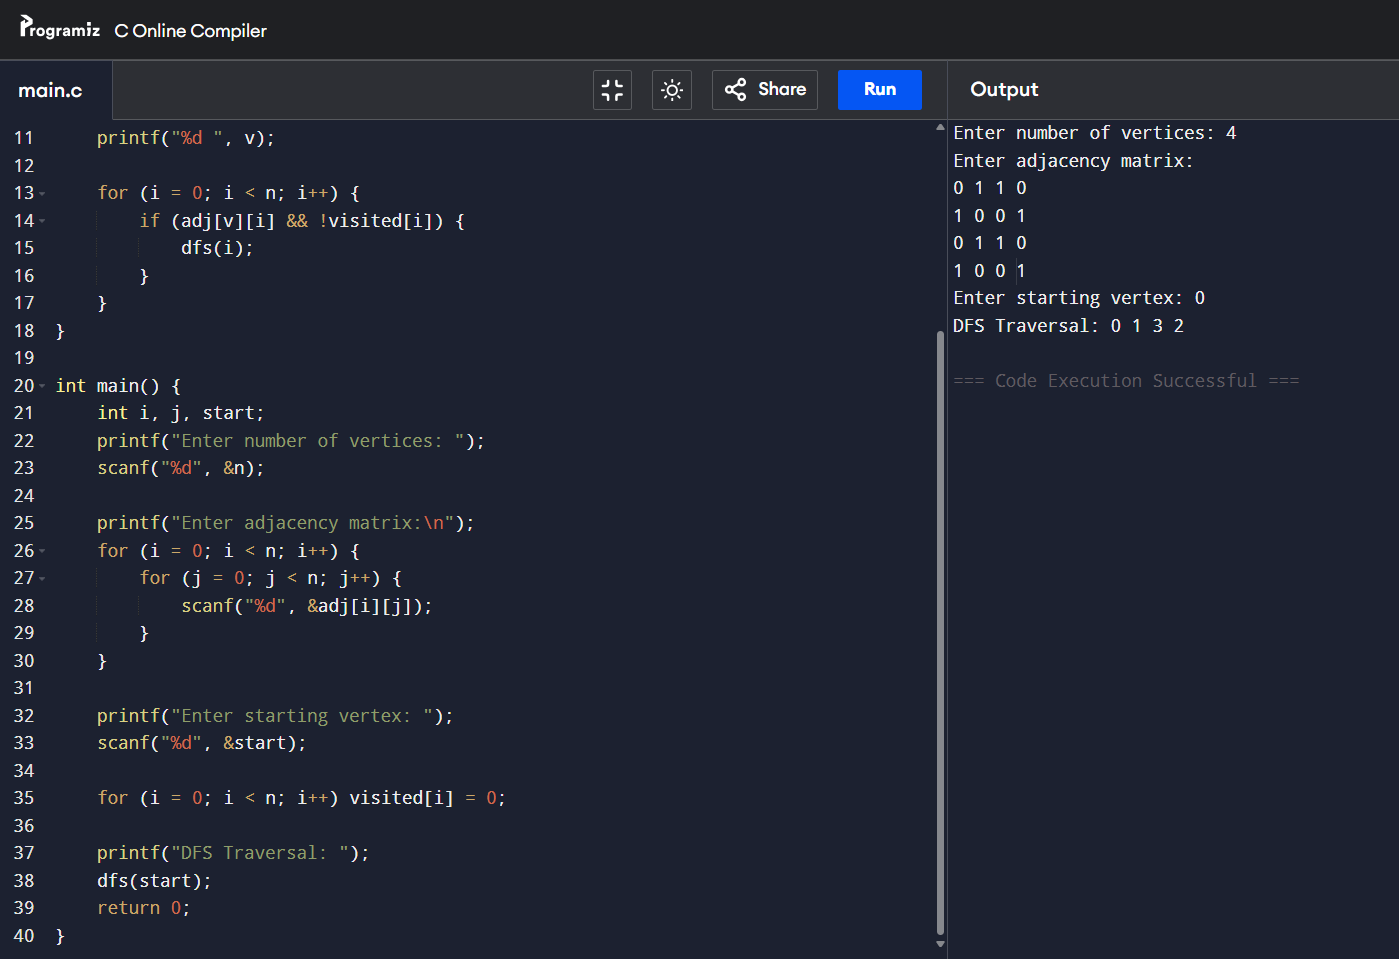 Programiz C Online Compiler
main.c Share Run Output
11 printf("%d ", v);
12
13 for (i = 0; i < n; i++) {
14 if (adj[v][i] && !visited[i]) {
15 dfs(i);
16 }
17 }
18 }
19
20 int main() {
21 int i, j, start;
22 printf("Enter number of vertices: ");
23 scanf("%d", &n);
24
25 printf("Enter adjacency matrix:\n");
26 for (i = 0; i < n; i++) {
27 for (j = 0; j < n; j++) {
28 scanf("%d", &adj[i][j]);
29 }
30 }
31
32 printf("Enter starting vertex: ");
33 scanf("%d", &start);
34
35 for (i = 0; i < n; i++) visited[i] = 0;
36
37 printf("DFS Traversal: ");
38 dfs(start);
39 return 0;
40 }
Enter number of vertices: 4
Enter adjacency matrix:
0 1 1 0
1 0 0 1
0 1 1 0
1 0 0 1
Enter starting vertex: 0
DFS Traversal: 0 1 3 2
=== Code Execution Successful ===